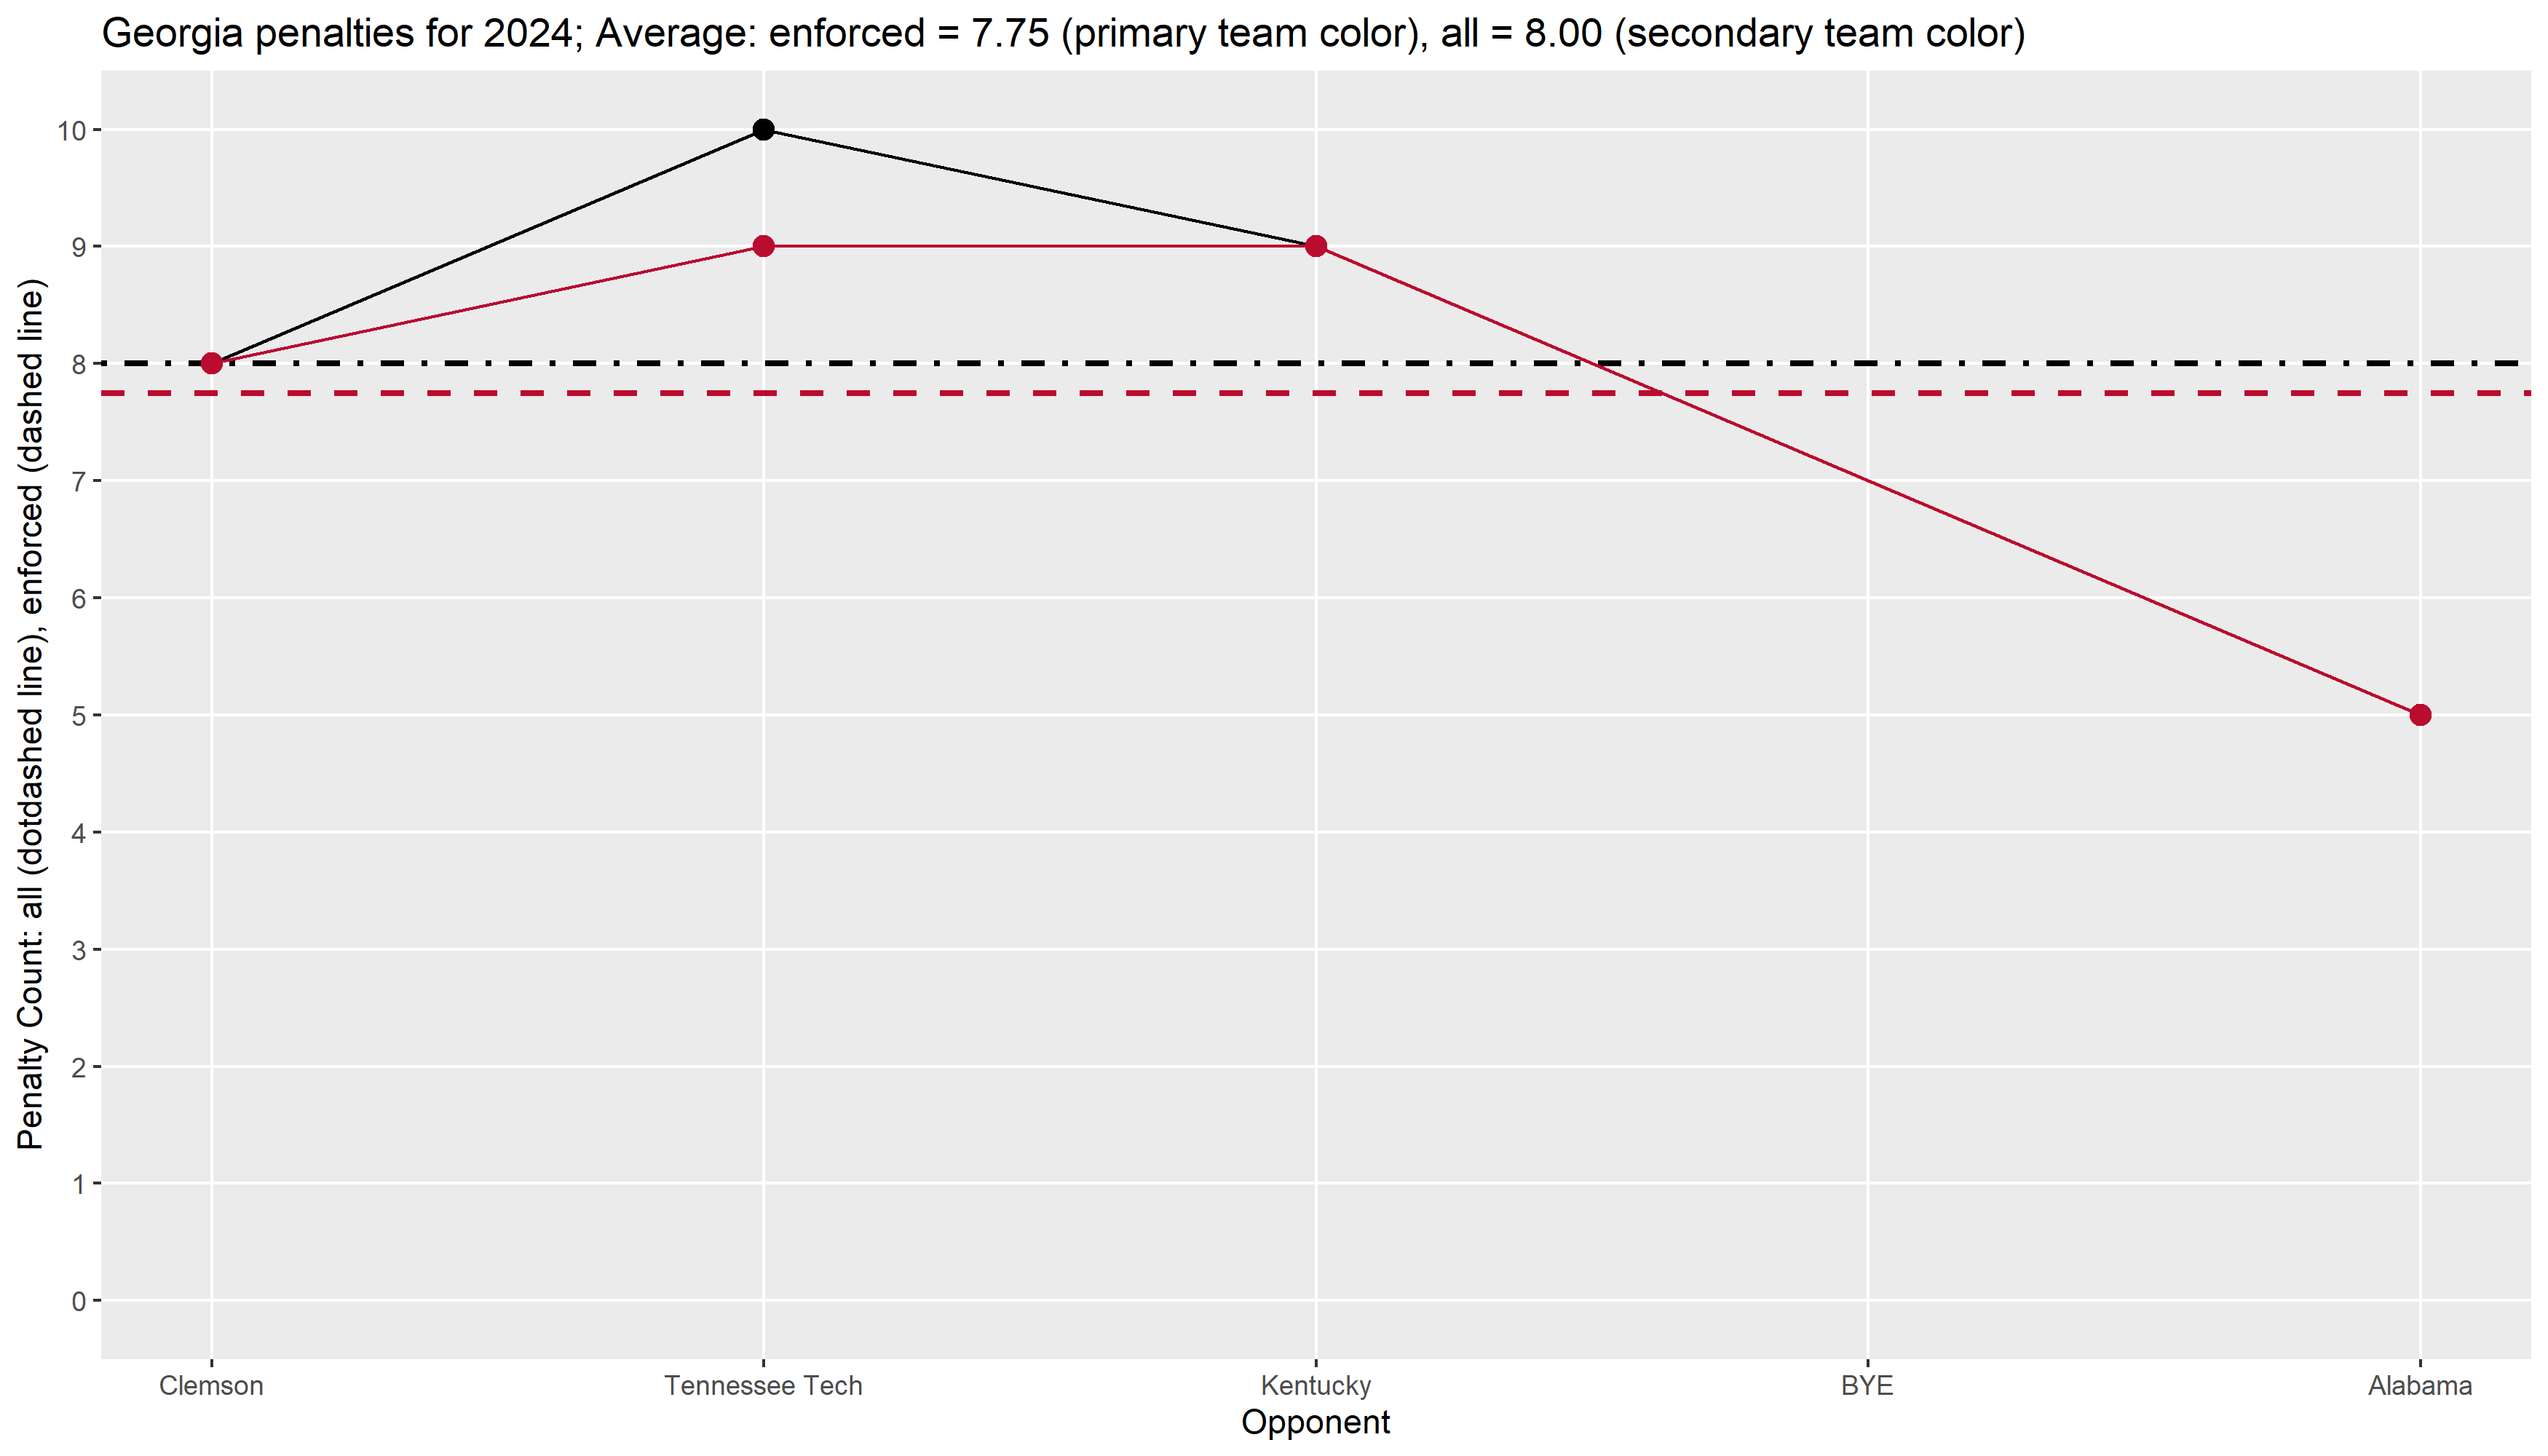 Georgia penalties for 2024; Average: enforced = 7.75 (primary team color), all = 8.00 (secondary team color)
Penalty Count: all (dotdashed line), enforced (dashed line)
10
9
8
7
6
5
4
3
2
1
0
Clemson Tennessee Tech Kentucky BYE Alabama
Opponent